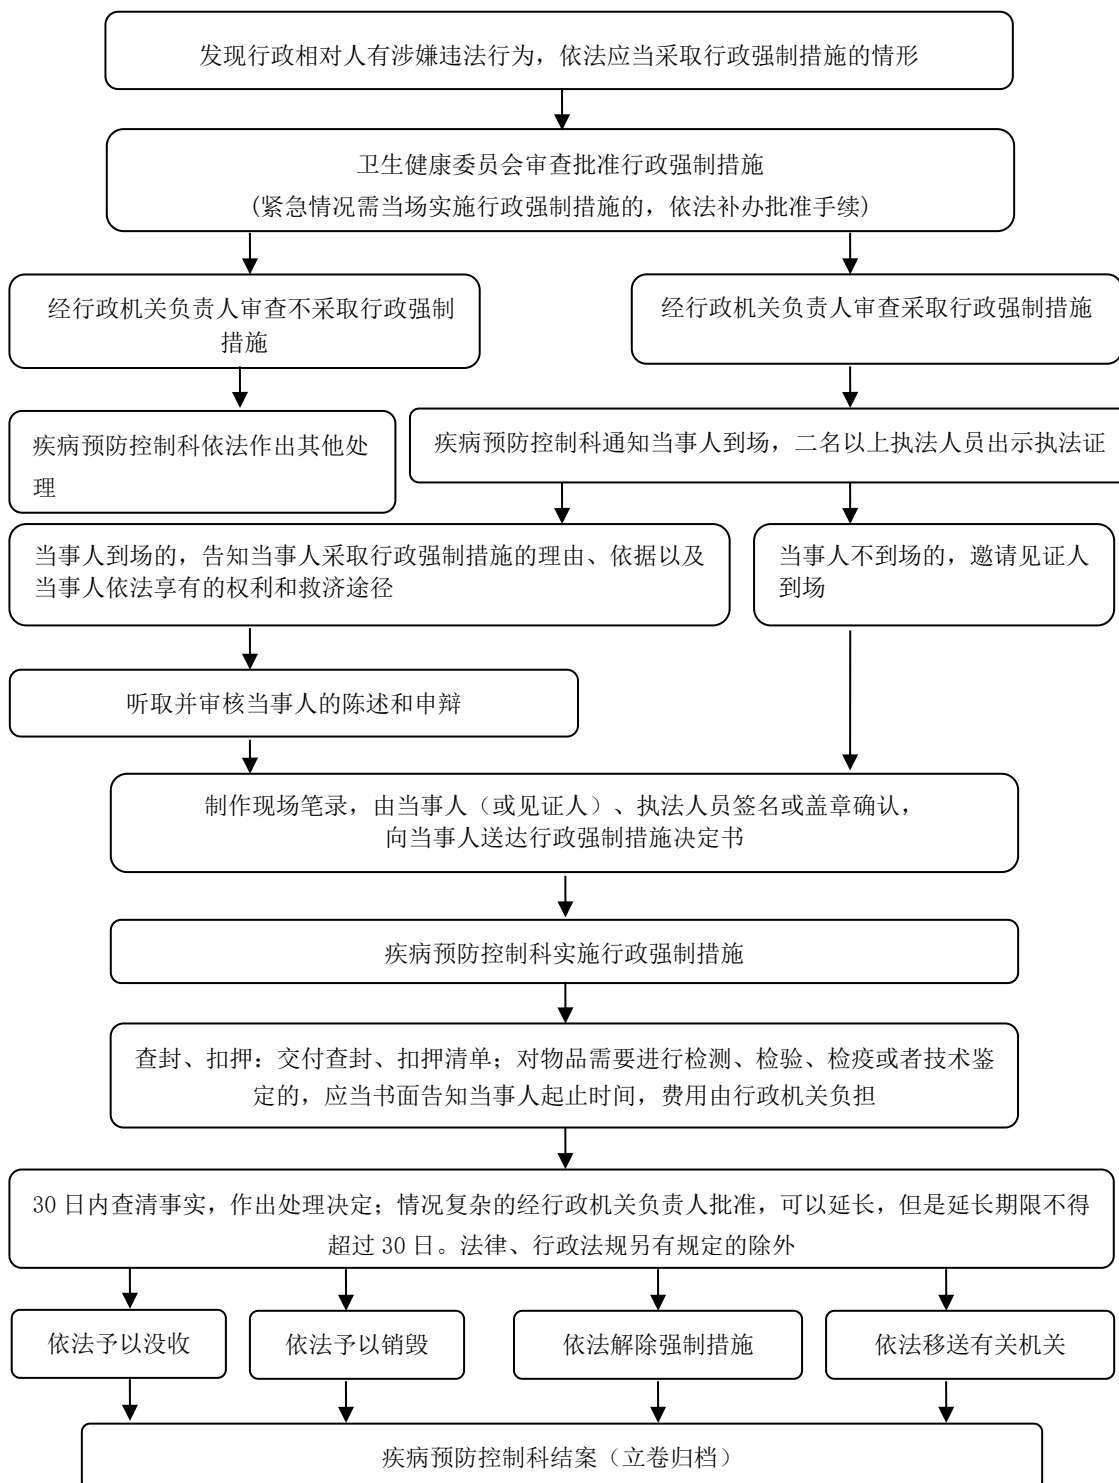 发现行政相对人有涉嫌违法行为，依法应当采取行政强制措施的情形
卫生健康委员会审查批准行政强制措施
(紧急情况需当场实施行政强制措施的，依法补办批准手续)
经行政机关负责人审查不采取行政强制
措施
经行政机关负责人审查采取行政强制措施
疾病预防控制科依法作出其他处
理
疾病预防控制科通知当事人到场，二名以上执法人员出示执法证
当事人到场的，告知当事人采取行政强制措施的理由、依据以及
当事人依法享有的权利和救济途径
当事人不到场的，邀请见证人
到场
听取并审核当事人的陈述和申辩
制作现场笔录，由当事人（或见证人）、执法人员签名或盖章确认，
向当事人送达行政强制措施决定书
疾病预防控制科实施行政强制措施
查封、扣押：交付查封、扣押清单；对物品需要进行检测、检验、检疫或者技术鉴
定的，应当书面告知当事人起止时间，费用由行政机关负担
30日内查清事实，作出处理决定；情况复杂的经行政机关负责人批准，可以延长，但是延长期限不得
超过30日。法律、行政法规另有规定的除外
依法予以没收
依法予以销毁
依法解除强制措施
依法移送有关机关
疾病预防控制科结案（立卷归档）